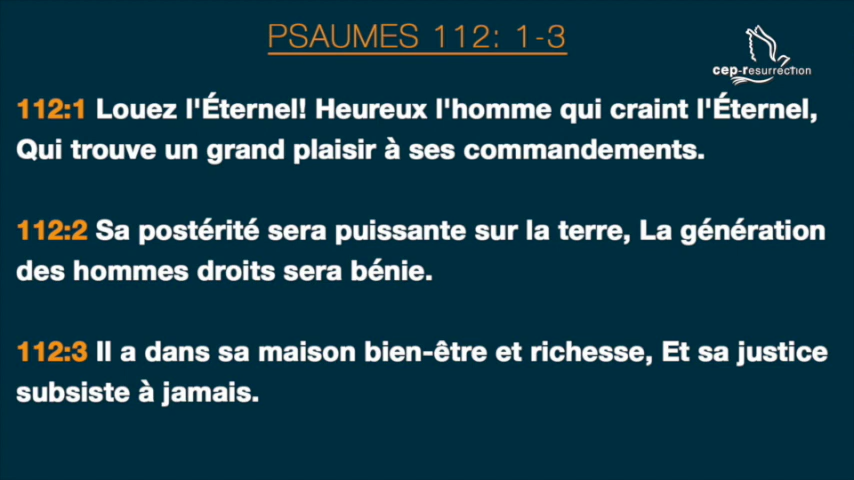 PSAUMES 112: 1-3
cep-Resurrection
112:1 Louez l'Éternel! Heureux l'homme qui craint l'Éternel,
Qui trouve un grand plaisir à ses commandements.
112:2 Sa postérité sera puissante sur la terre, La génération
des hommes droits sera bénie.
112:3 Il a dans sa maison bien-être et richesse, Et sa justice
subsiste à jamais.